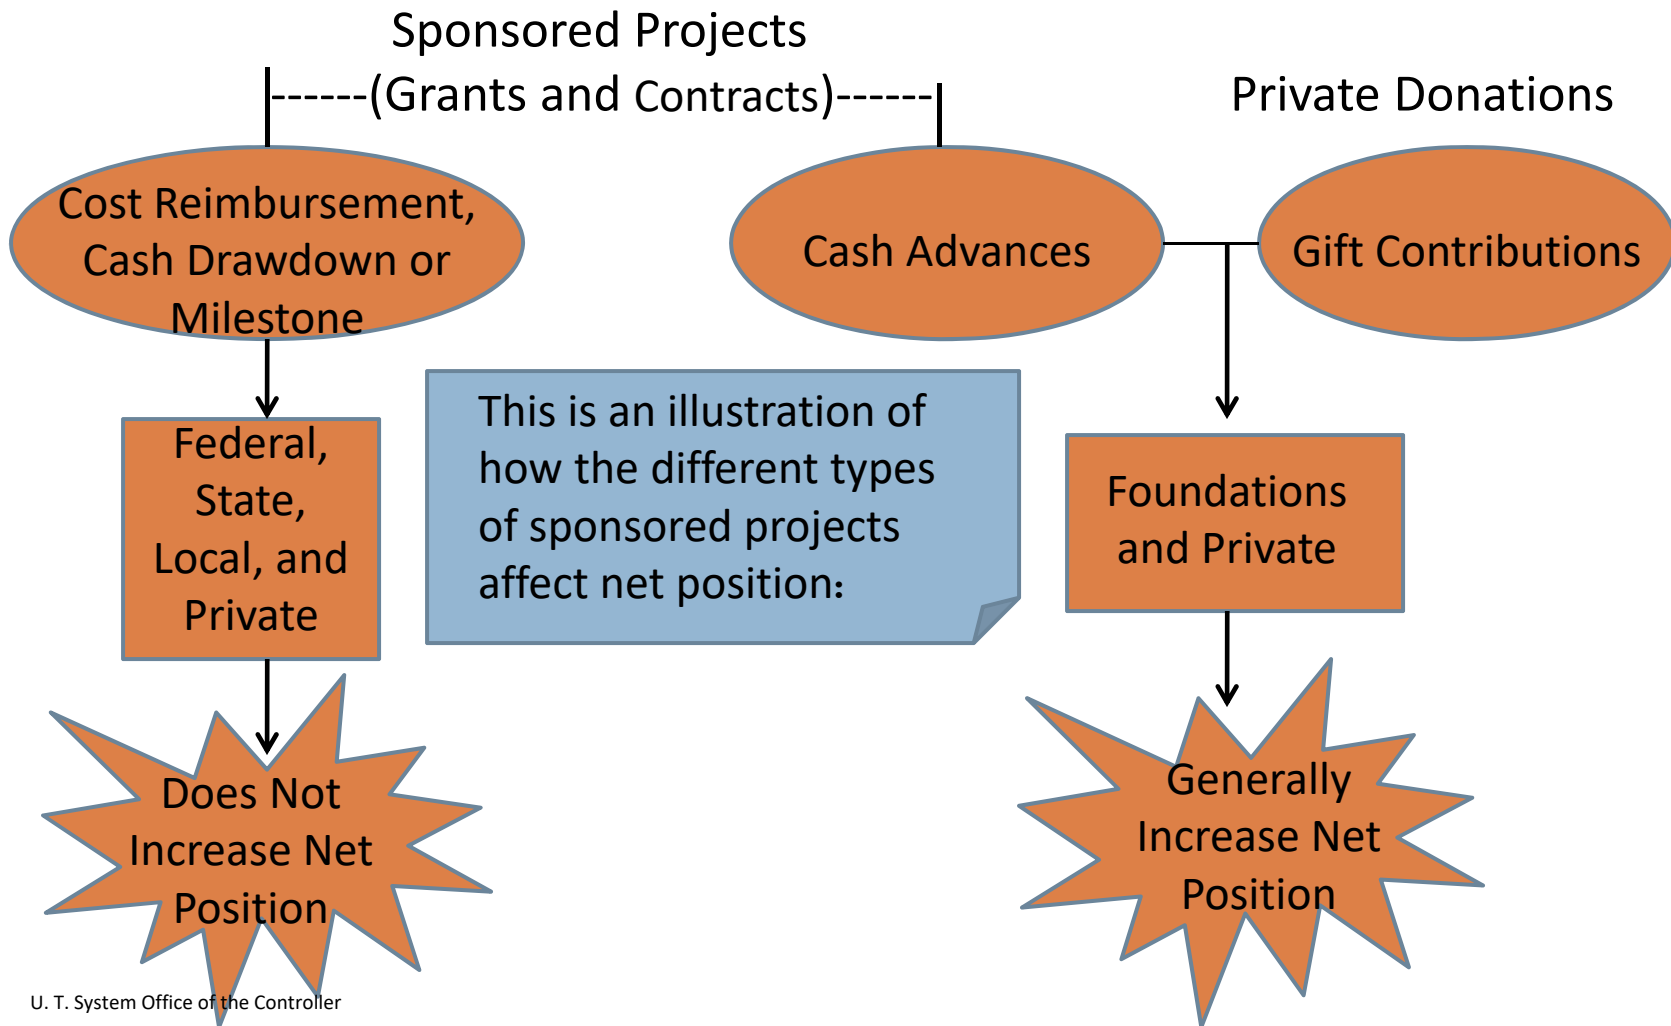 Sponsored Projects
------(Grants and Contracts)------
Private Donations
Cost Reimbursement,
Cash Drawdown or
Milestone
Cash Advances
Gift Contributions
Federal,
State,
Local, and
Private
This is an illustration of
how the different types
of sponsored projects
affect net position:
Foundations
and Private
Does Not
Increase Net
Position
Generally
Increase Net
Position
U. T. System Office of the Controller